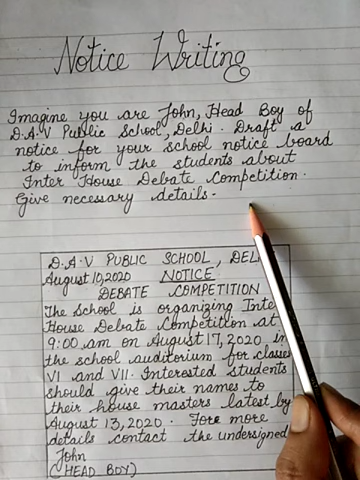 Notice Writing
Imagine you are John, Head Boy of
D.A.V Public School, Delhi. Draft a
notice for your school notice board
to inform the students about
Inter House Debate Competition.
Give necessary details.
D.A.V PUBLIC SCHOOL,
August 10,2020 NOTICE
DEBATE COMPETITION
The School is organizing Inter
House Debate Competition at
9:00 am on August 17, 2020 in
the school auditorium for classes
VI and VII. Interested students
should give their names to
their house masters latest by
August 13, 2020. For more
details contact the undersigned
John
(HEAD BOY)